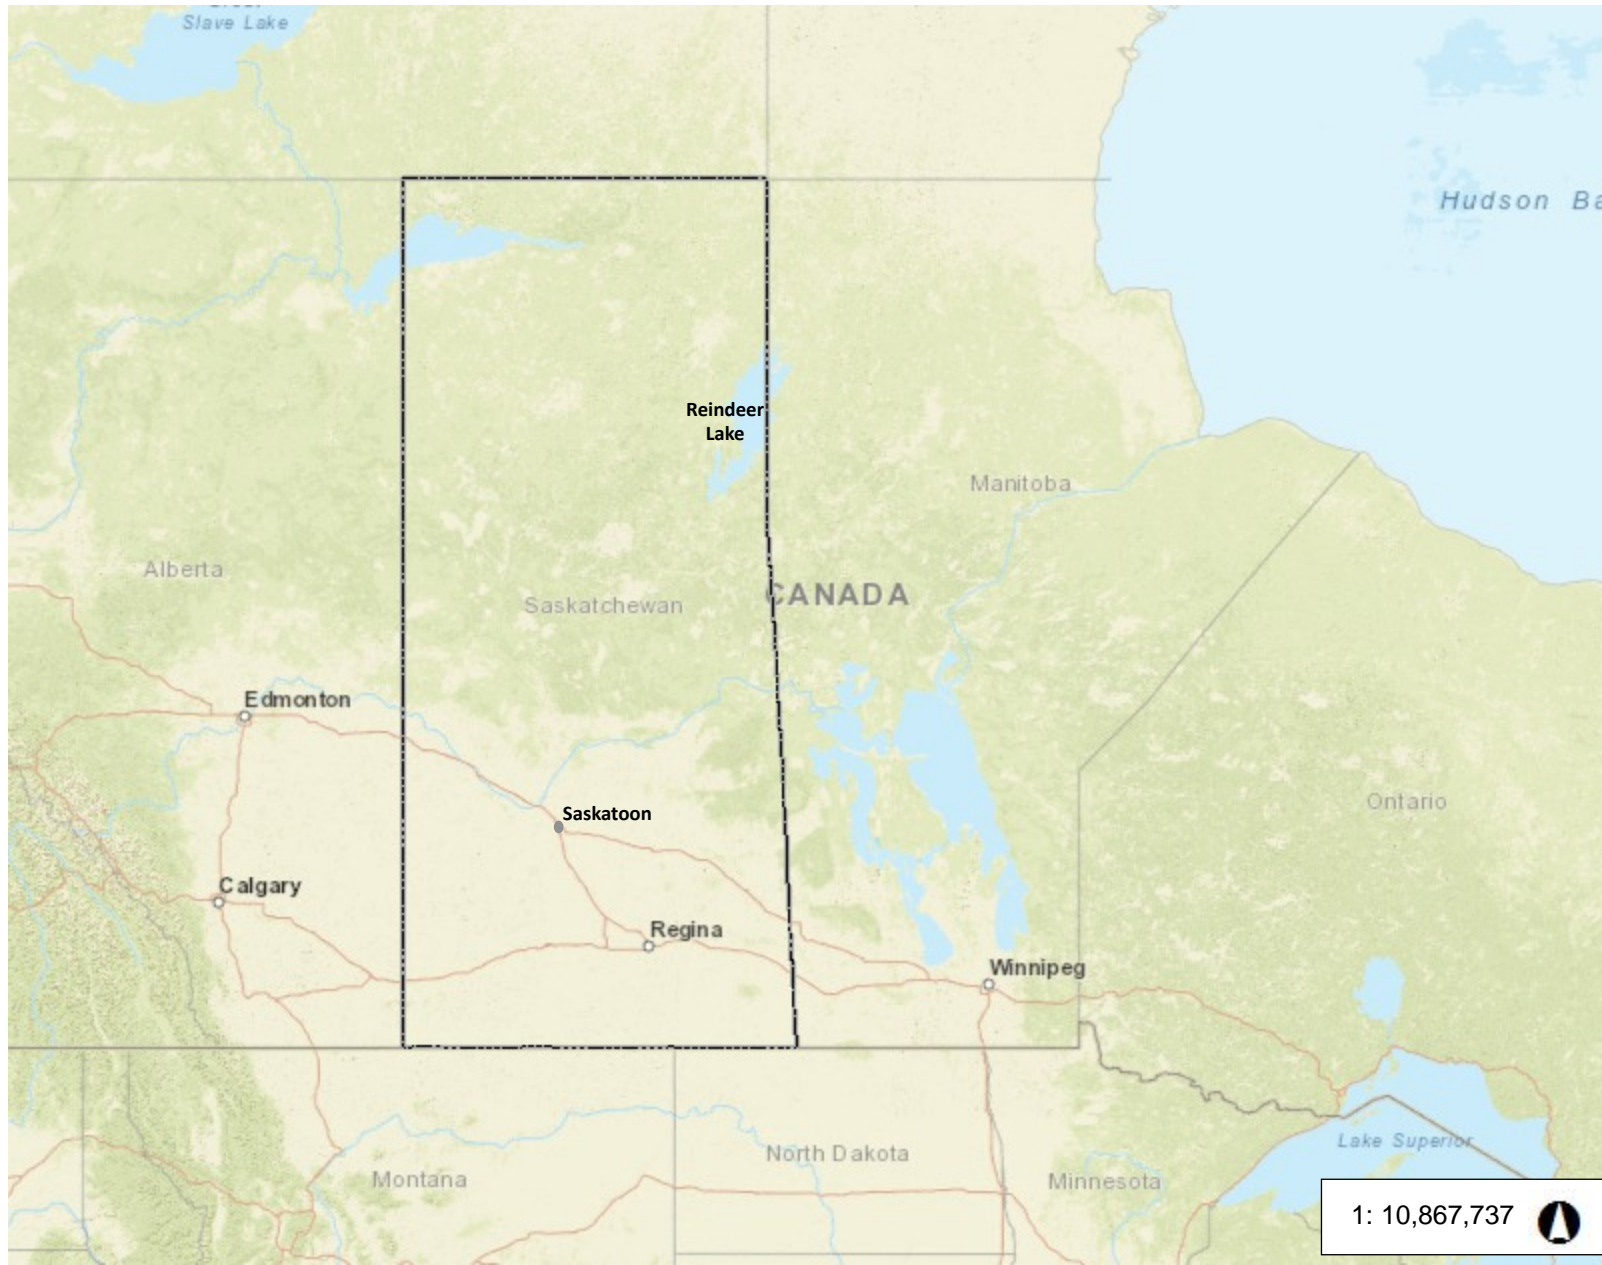 Slave Lake
Hudson Ba
Reindeer
Lake
Manitoba
Alberta
CANADA
Saskatchewan
Edmonton
Ontario
Saskatoon
Calgary
Regina
Winnipeg
Lake Superior
North Dakota
Montana
Minnesota
1: 10,867,737